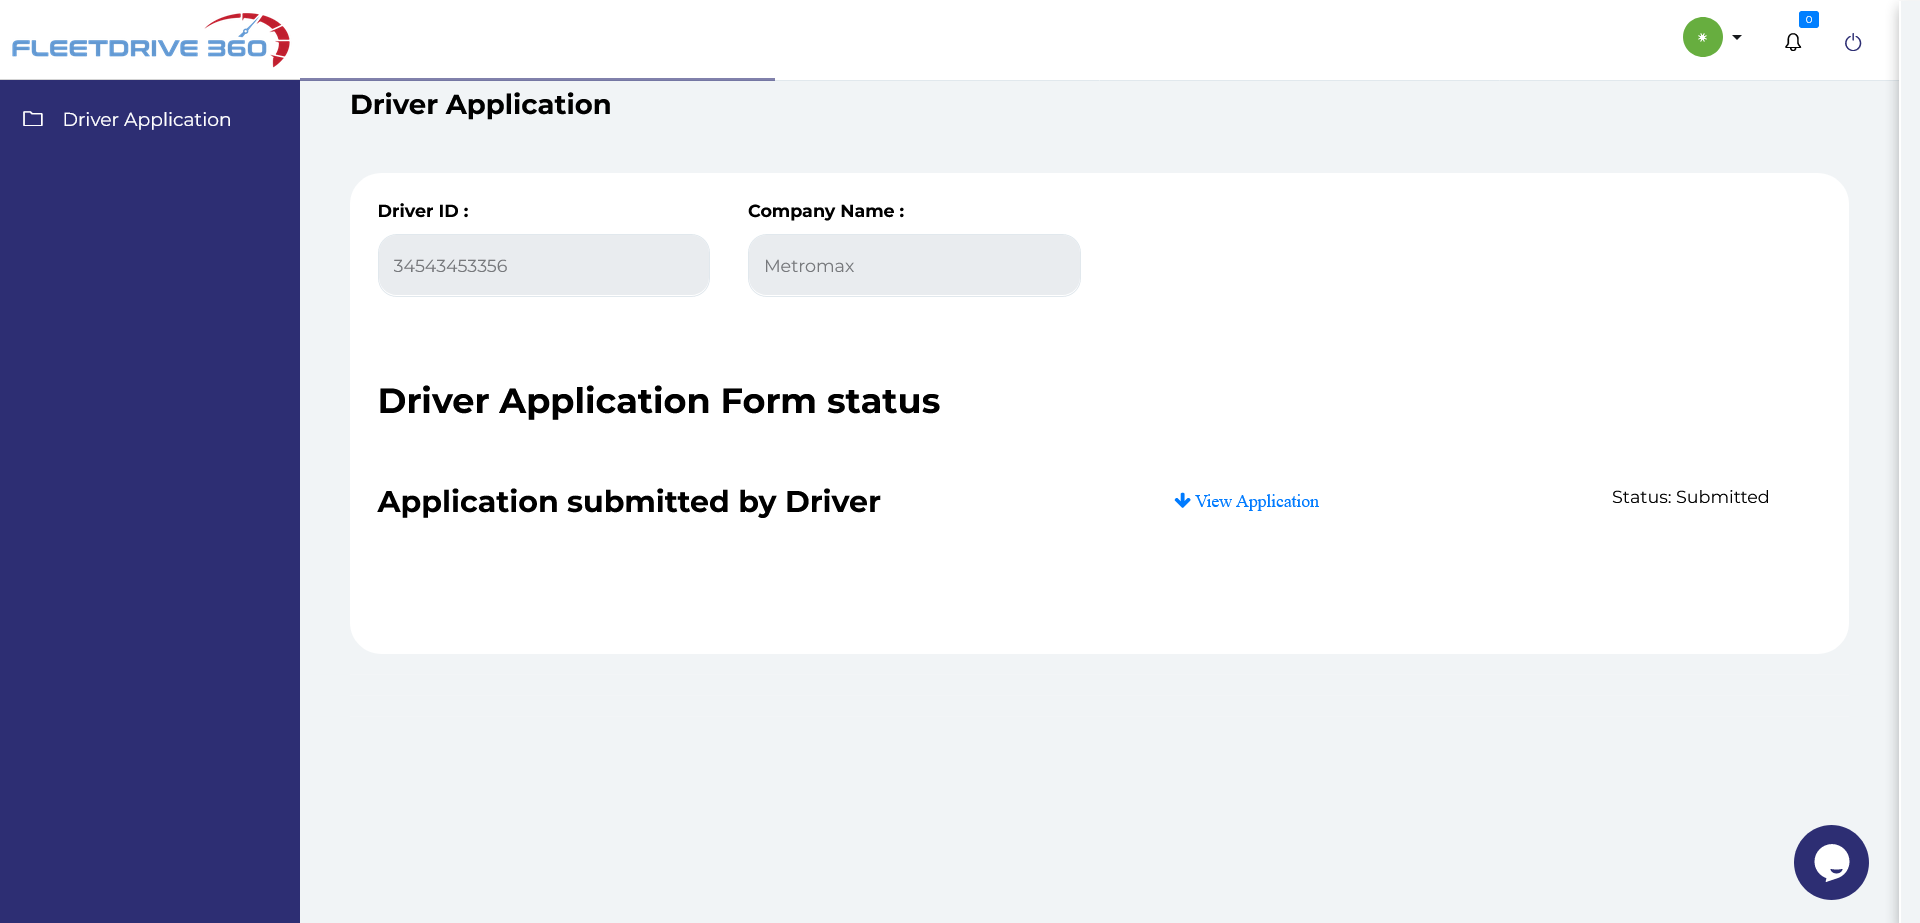 FLEETDRIVE 360
0
Driver Application
Driver Application
Driver ID :
Company Name :
34543453356
Metromax
Driver Application Form status
Application submitted by Driver
View Application
Status: Submitted